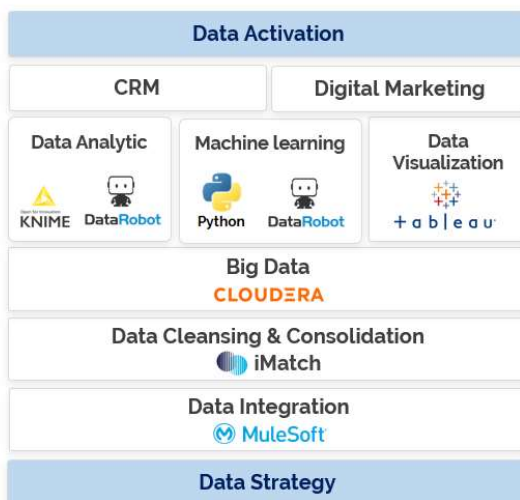 Data Activation
CRM
Digital Marketing
Data Analytic
KNIME
DataRobot
Machine learning
Python
DataRobot
Data
Visualization
+ableau
Big Data
CLOUDERA
Data Cleansing & Consolidation
iMatch
Data Integration
MuleSoft
Data Strategy